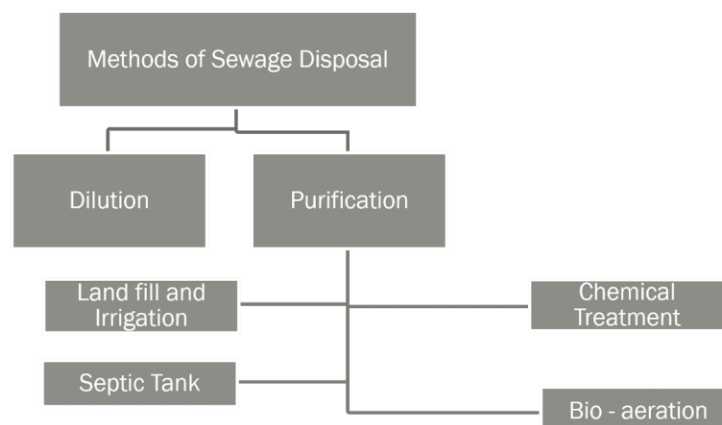 Methods of Sewage Disposal
Dilution
Purification
Land fill and
Irrigation
Chemical
Treatment
Septic Tank
Bio - aeration